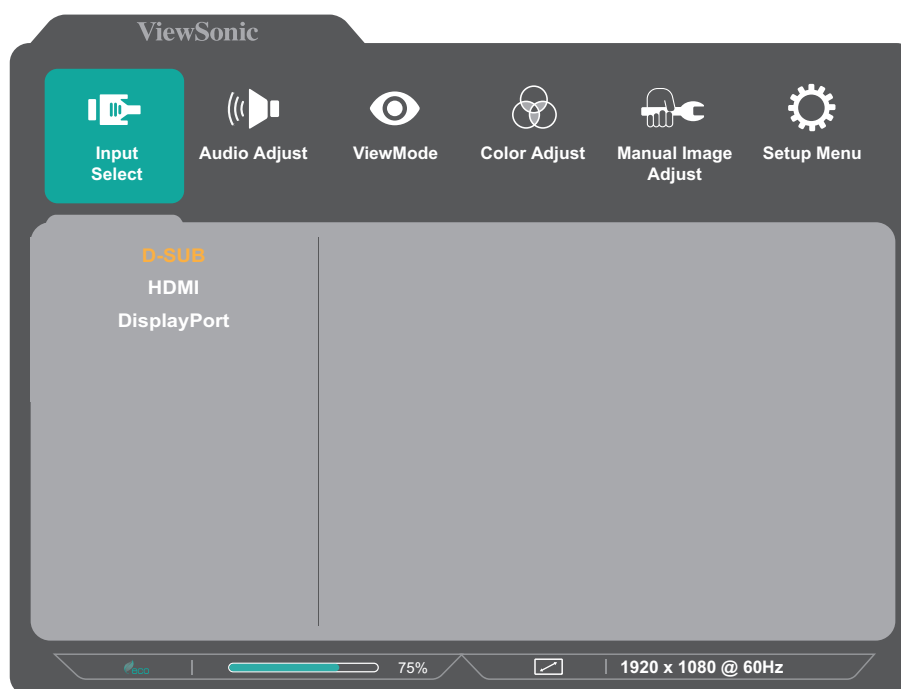 ViewSonic
Input Select
Audio Adjust
ViewMode
Color Adjust
Manual Image Adjust
Setup Menu
D-SUB
HDMI
DisplayPort
eco
75%
1920 x 1080 @ 60Hz